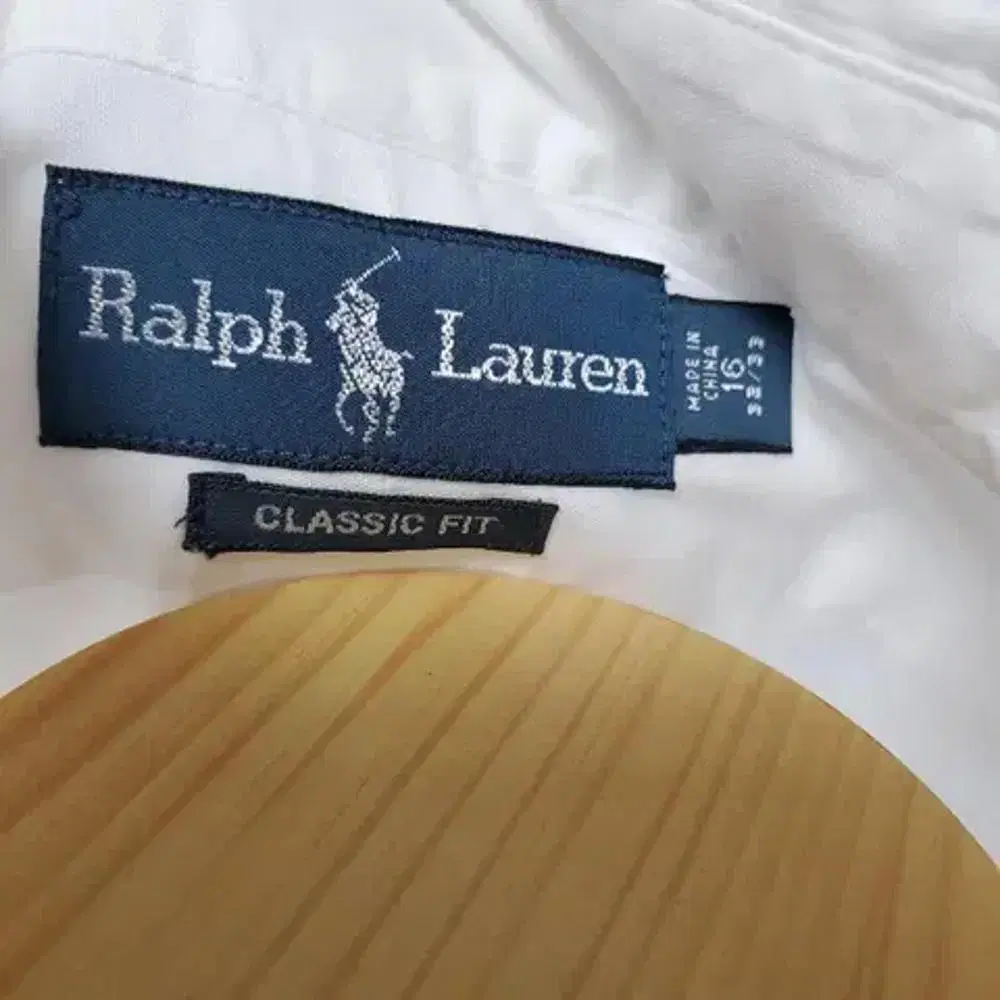 Ralph Lauren
MADE IN
CHINA
16
32/33
CLASSIC FIT